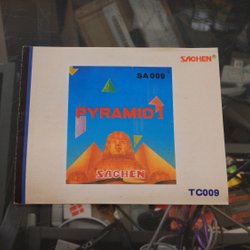 SACHEN®
SA009
PYRAMID
SACHEN
TC009